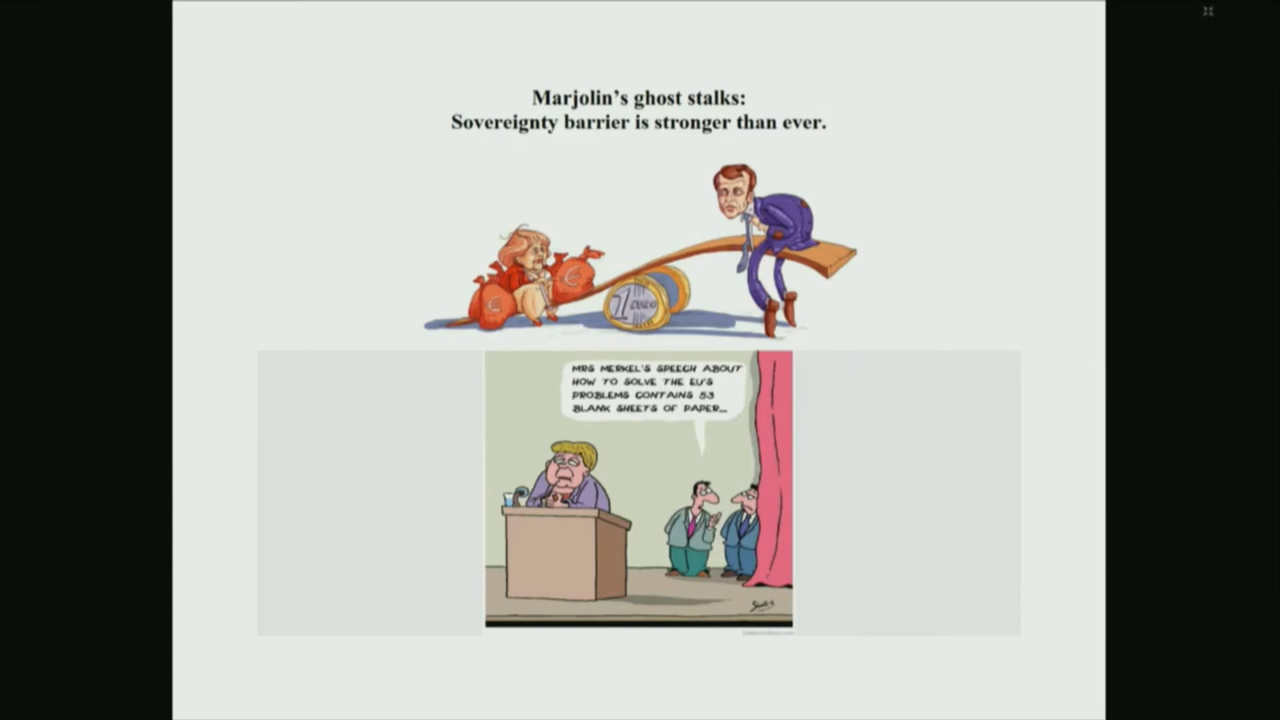 Marjolin's ghost stalks:
Sovereignty barrier is stronger than ever.
€
€
1
MRS MERKEL'S SPEECH ABOUT
HOW TO SOLVE THE EU'S
PROBLEMS CONTAINS 53
BLANK SHEETS OF PAPER...